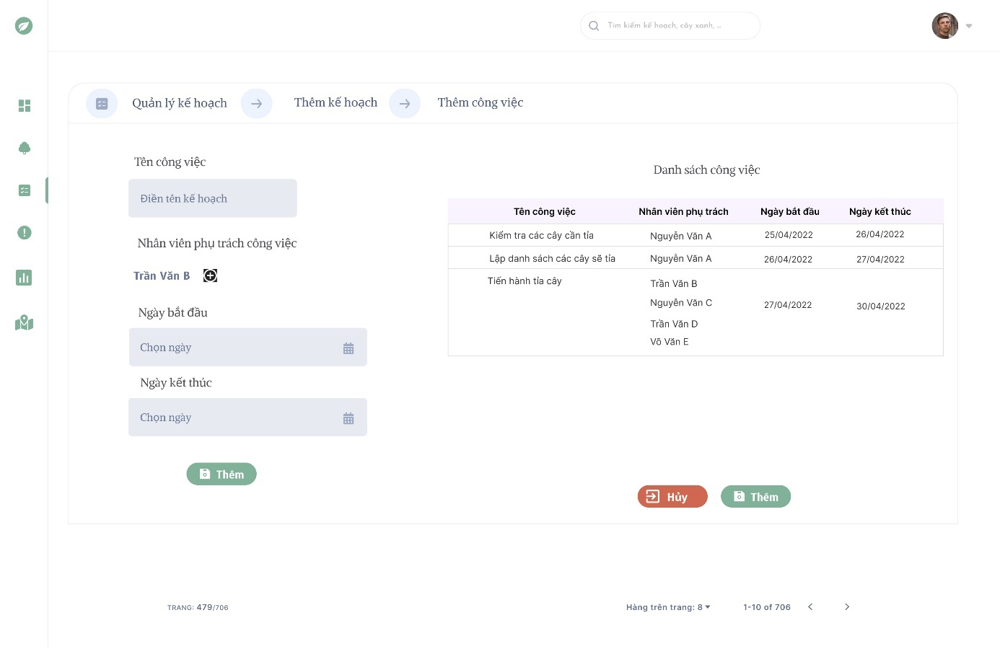 Tìm kiếm kế hoạch, cây xanh, ...
Quản lý kế hoạch
Thêm kế hoạch
Thêm công việc
Tên công việc
Điền tên kế hoạch
Nhân viên phụ trách công việc
Trần Văn B
Ngày bắt đầu
Chọn ngày
Ngày kết thúc
Chọn ngày
Thêm
Danh sách công việc
Tên công việc Nhân viên phụ trách Ngày bắt đầu Ngày kết thúc
Kiểm tra các cây cần tỉa Nguyễn Văn A 25/04/2022 26/04/2022
Lập danh sách các cây sẽ tỉa Nguyễn Văn A 26/04/2022 27/04/2022
Tiến hành tỉa cây Trần Văn B
Nguyễn Văn C 27/04/2022 30/04/2022
Trần Văn D
Võ Văn E
Hủy Thêm
TRANG: 479/706 Hàng trên trang: 8 1-10 of 706